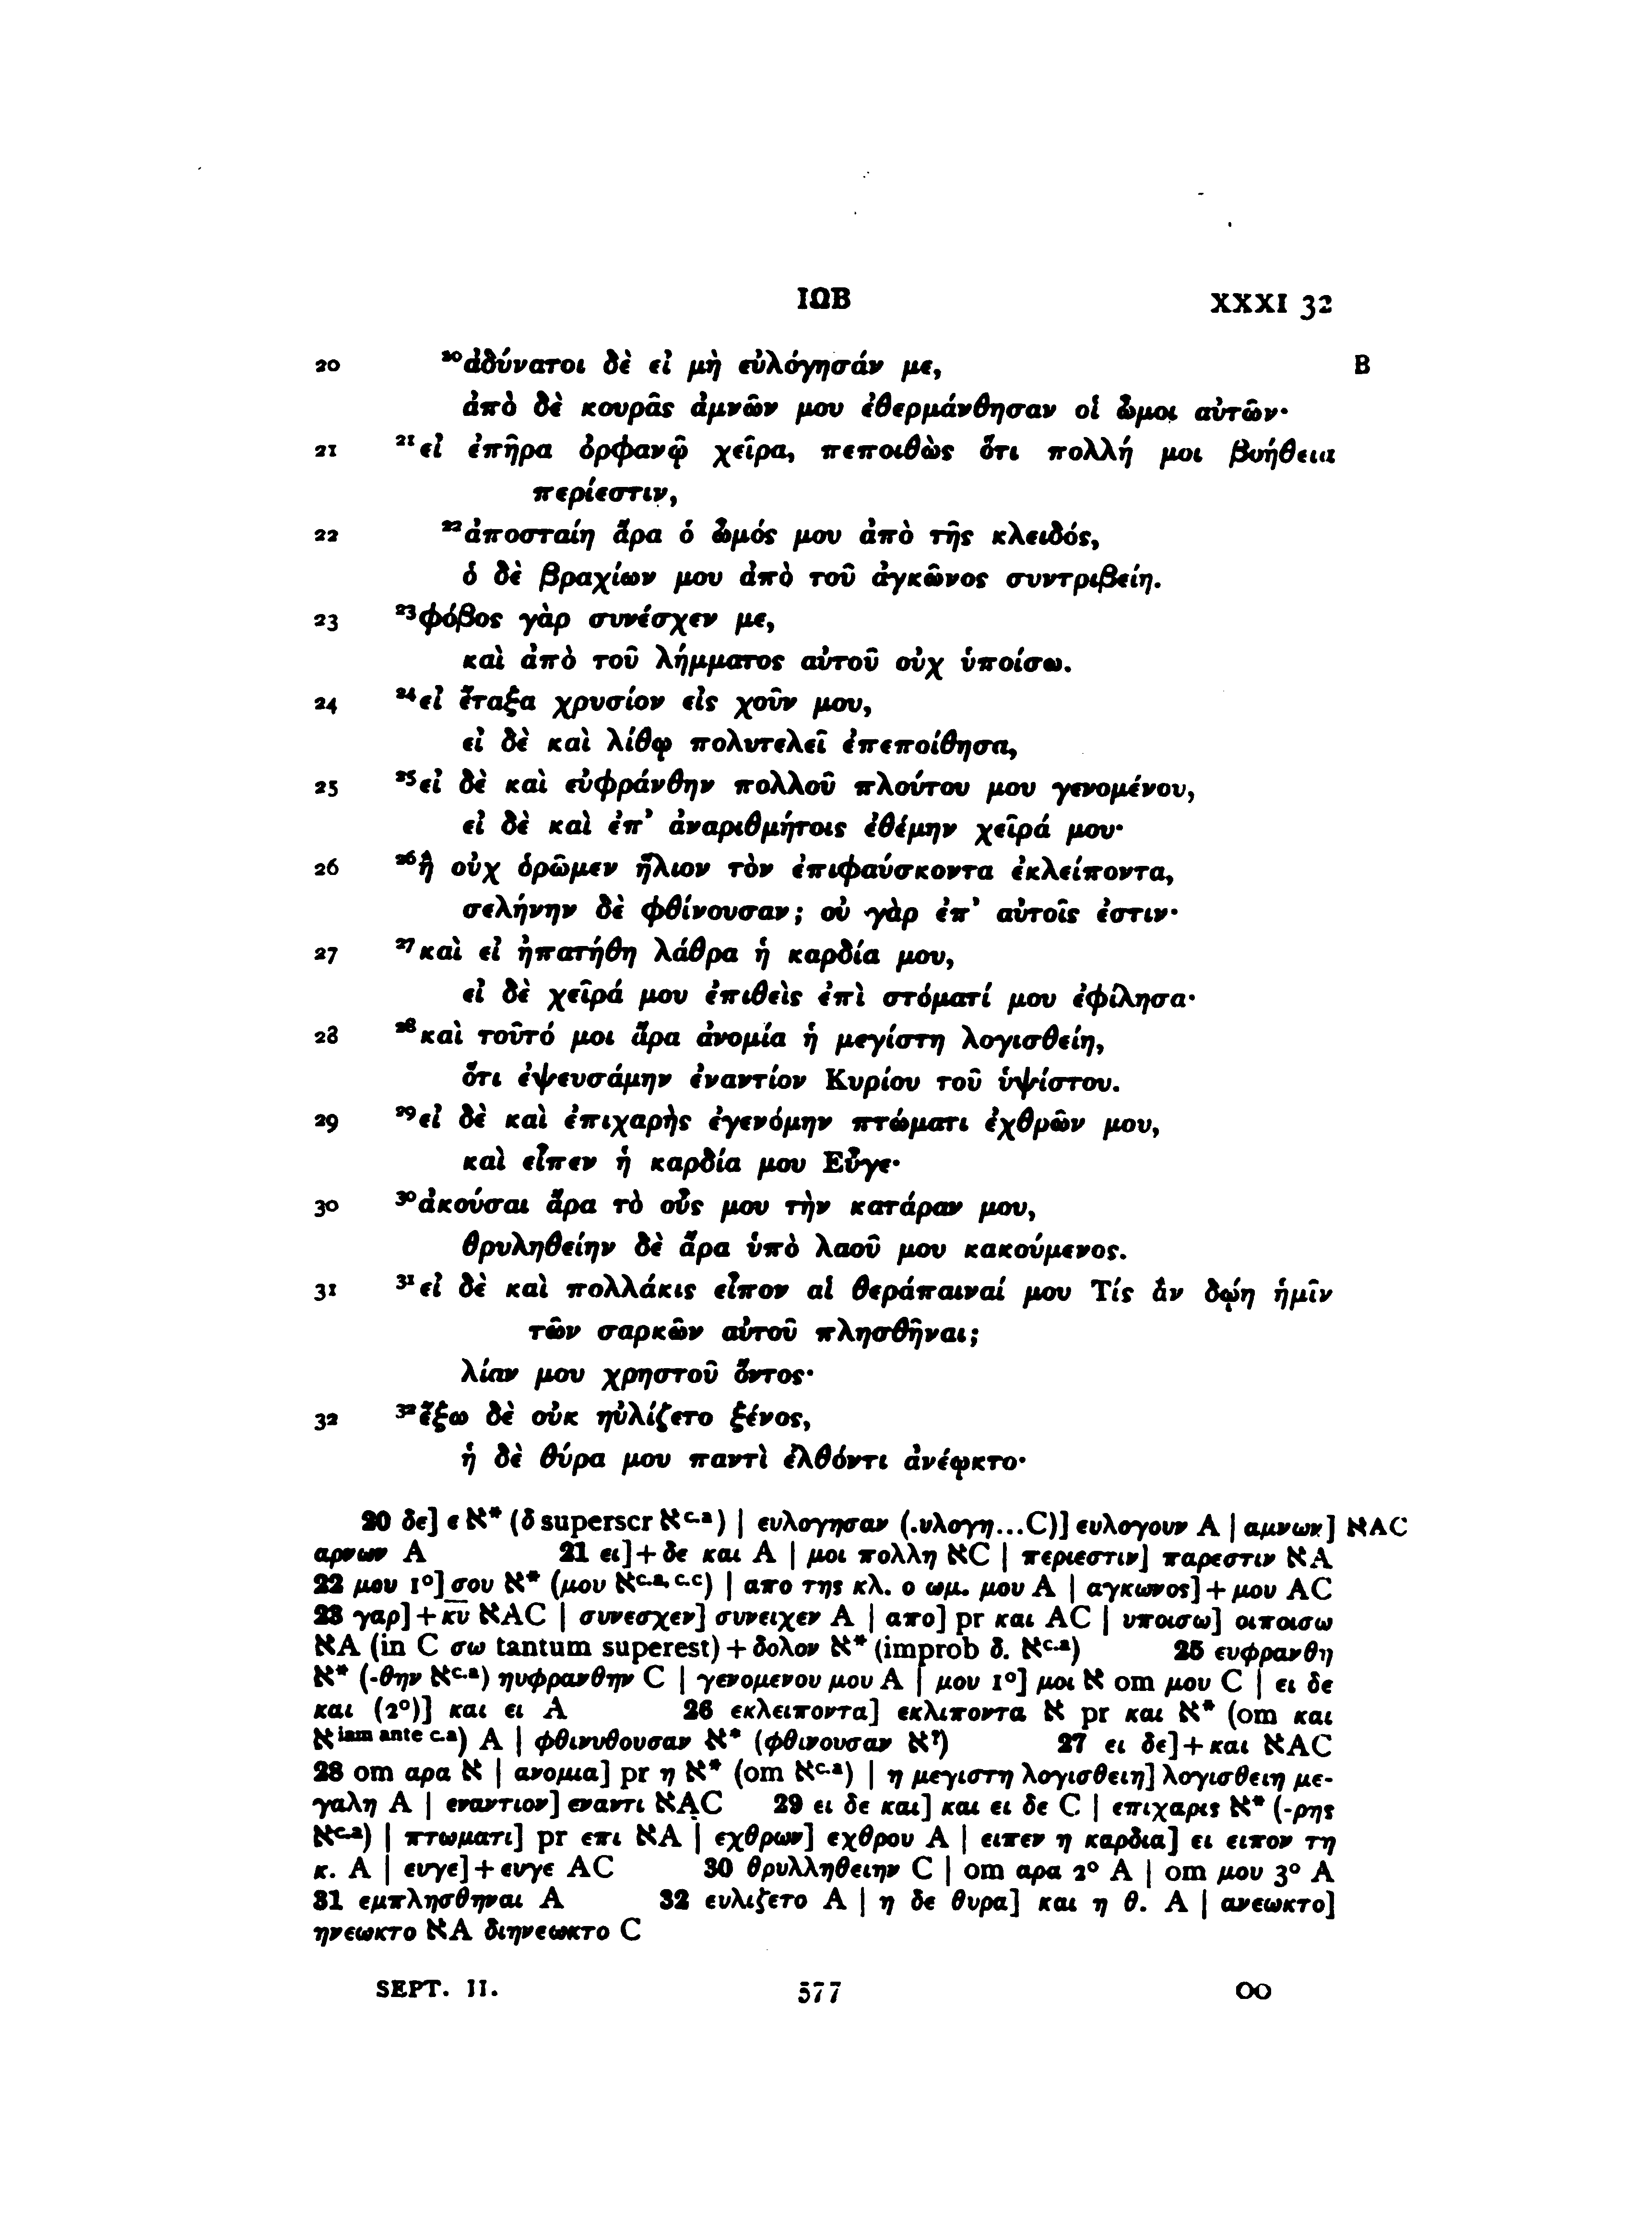 ΙΩΒ XXXI 32
20 ²⁰ἀδύνατοι δὲ εἰ μὴ εὐλόγησάν με, B
ἀπὸ δὲ κουρᾶς ἀμνῶν μου ἐθερμάνθησαν οἱ ὦμοι αὐτῶν·
21 ²¹εἰ ἐπῆρα ὀρφανῷ χεῖρα, πεποιθὼς ὅτι πολλή μοι βοήθεια
περίεστιν,
22 ²²ἀποσταίη ἄρα ὁ ὦμός μου ἀπὸ τῆς κλειδός,
ὁ δὲ βραχίων μου ἀπὸ τοῦ ἀγκῶνος συντριβείη.
23 ²³φόβος γὰρ συνέσχεν με,
καὶ ἀπὸ τοῦ λήμματος αὐτοῦ οὐχ ὑποίσω.
24 ²⁴εἰ ἔταξα χρυσίον εἰς χοῦν μου,
εἰ δὲ καὶ λίθῳ πολυτελεῖ ἐπεποίθησα,
25 ²⁵εἰ δὲ καὶ εὐφράνθην πολλοῦ πλούτου μου γενομένου,
εἰ δὲ καὶ ἐπ’ ἀναριθμήτοις ἐθέμην χεῖρά μου·
26 ²⁶ἢ οὐχ ὁρῶμεν ἥλιον τὸν ἐπιφαύσκοντα ἐκλείποντα,
σελήνην δὲ φθίνουσαν; οὐ γὰρ ἐπ’ αὐτοῖς ἐστιν·
27 ²⁷καὶ εἰ ἠπατήθη λάθρα ἡ καρδία μου,
εἰ δὲ χεῖρά μου ἐπιθεὶς ἐπὶ στόματί μου ἐφίλησα·
28 ²⁸καὶ τοῦτό μοι ἄρα ἀνομία ἡ μεγίστη λογισθείη,
ὅτι ἐψευσάμην ἐναντίον Κυρίου τοῦ ὑψίστου.
29 ²⁹εἰ δὲ καὶ ἐπιχαρὴς ἐγενόμην πτώματι ἐχθρῶν μου,
καὶ εἶπεν ἡ καρδία μου Εὖγε·
30 ³⁰ἀκούσαι ἄρα τὸ οὖς μου τὴν κατάραν μου,
θρυληθείην δὲ ἄρα ὑπὸ λαοῦ μου κακούμενος.
31 ³¹εἰ δὲ καὶ πολλάκις εἶπον αἱ θεράπαιναί μου Τίς ἂν δῴη ἡμῖν
τῶν σαρκῶν αὐτοῦ πλησθῆναι;
λίαν μου χρηστοῦ ὄντος·
32 ³²ἔξω δὲ οὐκ ηὐλίζετο ξένος,
ἡ δὲ θύρα μου παντὶ ἐλθόντι ἀνέῳκτο·
20 δε] ε א* (δ superscr א^c.a) | ευλογησαν (.υλογη...C)] ευλογουν A | αμνων] אAC
αρνων A 21 ει]+δε και A | μοι πολλη אC | περιεστιν] παρεστιν אA
22 μου 1°] σου א* (μου א^c.a, c.c) | απο της κλ. ο ωμ. μου A | αγκωνος]+μου AC
23 γαρ]+κ̅υ̅ אAC | συνεσχεν] συνειχεν A | απο] pr και AC | υποισω] οιποισω
אA (in C σω tantum superest)+δολον א* (improb δ. א^c.a) 25 ευφρανθη
א* (-θην א^c.a) ηυφρανθην C | γενομενου μου A | μου 1°] μοι א om μου C | ει δε
και (2°)] και ει A 26 εκλειποντα] εκλιποντα א pr και א* (om και
א^iam ante c.a) A | φθινυθουσαν א* (φθινουσαν א^?) 27 ει δε]+και אAC
28 om αρα א | ανομια] pr η א* (om א^c.a) | η μεγιστη λογισθειη] λογισθειη με-
γαλη A | εναντιον] εναντι אAC 29 ει δε και] και ει δε C | επιχαρις א* (-ρης
א^c.a) | πτωματι] pr επι אA | εχθρων] εχθρου A | ειπεν η καρδια] ει ειπον τη
κ. A | ευγε]+ευγε AC 30 θρυλληθειην C | om αρα 2° A | om μου 3° A
31 εμπλησθηναι A 32 ευλιζετο A | η δε θυρα] και η θ. A | ανεωκτο]
ηνεωκτο אA διηνεωκτο C
SEPT. II. 577 OO